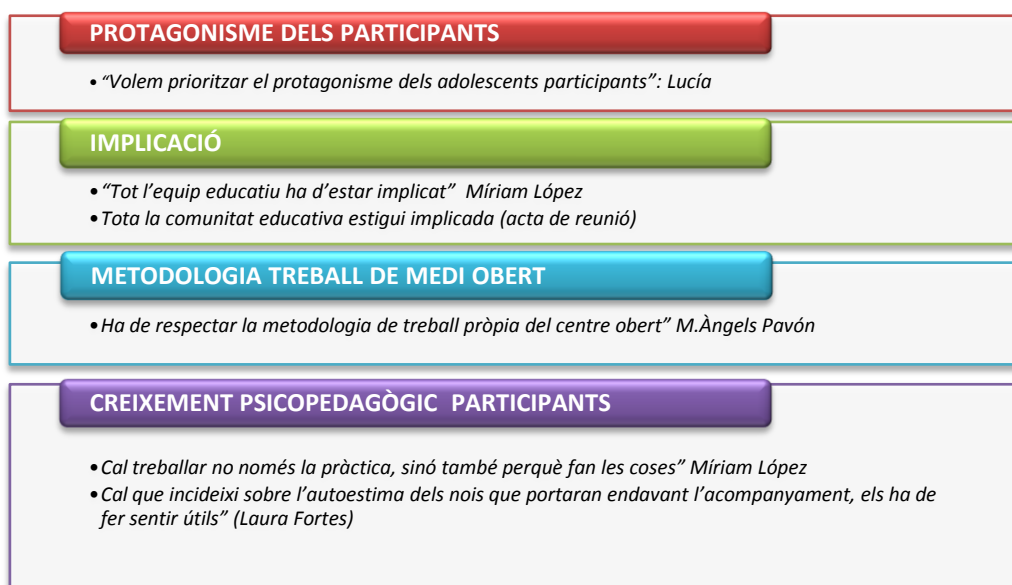 PROTAGONISME DELS PARTICIPANTS
• “Volem prioritzar el protagonisme dels adolescents participants”: Lucía
IMPLICACIÓ
• “Tot l’equip educatiu ha d’estar implicat” Míriam López
• Tota la comunitat educativa estigui implicada (acta de reunió)
METODOLOGIA TREBALL DE MEDI OBERT
• Ha de respectar la metodologia de treball pròpia del centre obert” M.Àngels Pavón
CREIXEMENT PSICOPEDAGÒGIC PARTICIPANTS
• Cal treballar no només la pràctica, sinó també perquè fan les coses” Míriam López
• Cal que incideixi sobre l’autoestima dels nois que portaran endavant l’acompanyament, els ha de
fer sentir útils” (Laura Fortes)